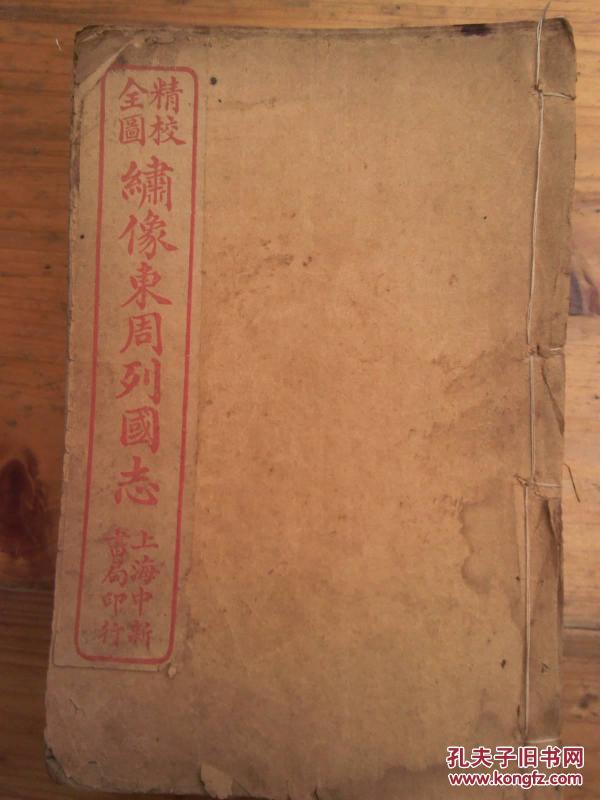 精校
全圖
繡像東周列國志
上海中新
書局印行
孔夫子旧书网
www.kongfz.com